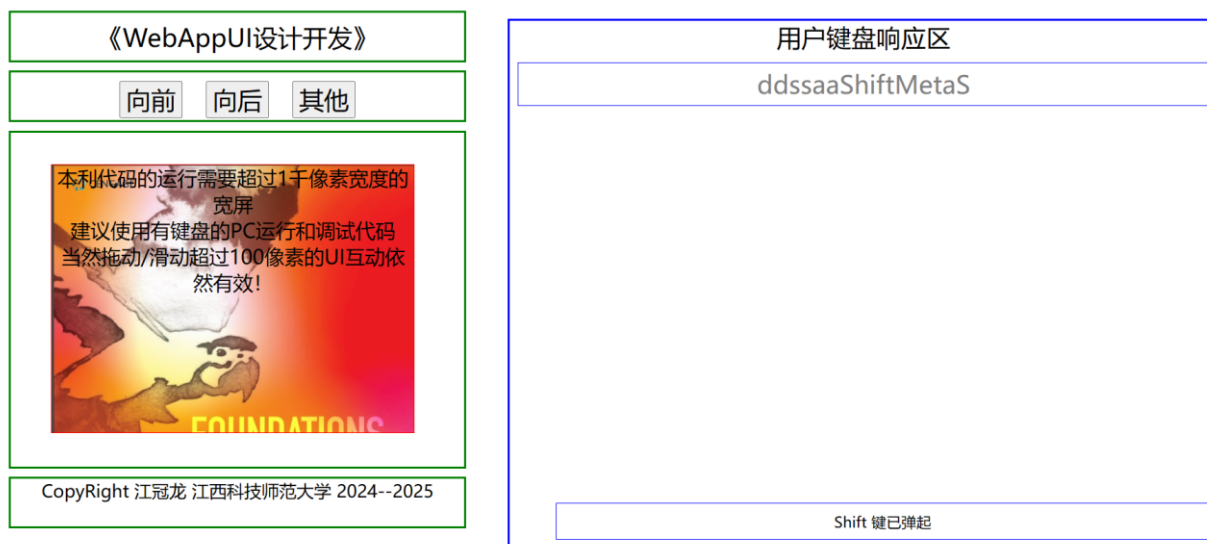 《WebAppUI设计开发》
向前 向后 其他
本利代码的运行需要超过1千像素宽度的
宽屏
建议使用有键盘的PC运行和调试代码
当然拖动/滑动超过100像素的UI互动依
然有效!
FOUNDATIONS
CopyRight 江冠龙 江西科技师范大学 2024--2025
用户键盘响应区
ddssaaShiftMetaS
Shift 键已弹起